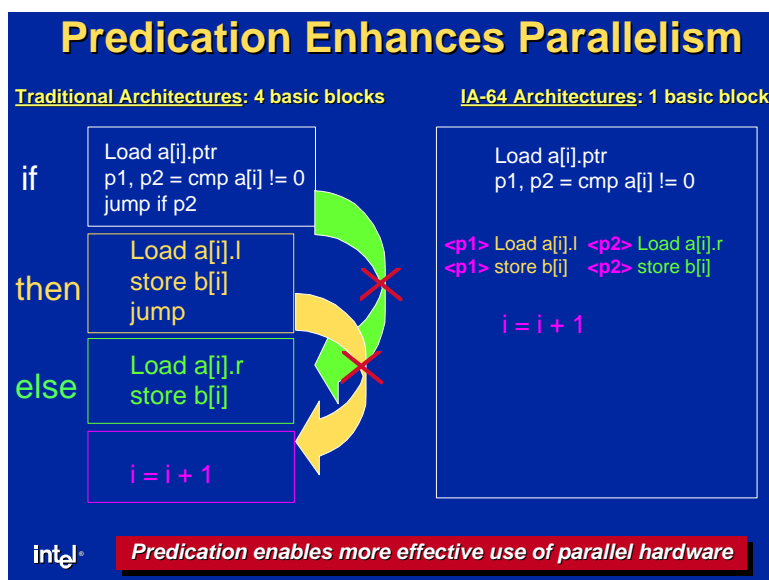 Predication Enhances Parallelism
Traditional Architectures: 4 basic blocks
IA-64 Architectures: 1 basic block
if
Load a[i].ptr
p1, p2 = cmp a[i] != 0
jump if p2
then
Load a[i].l
store b[i]
jump
else
Load a[i].r
store b[i]
i = i + 1
Load a[i].ptr
p1, p2 = cmp a[i] != 0
<p1> Load a[i].l <p2> Load a[i].r
<p1> store b[i] <p2> store b[i]
i = i + 1
intel®
Predication enables more effective use of parallel hardware